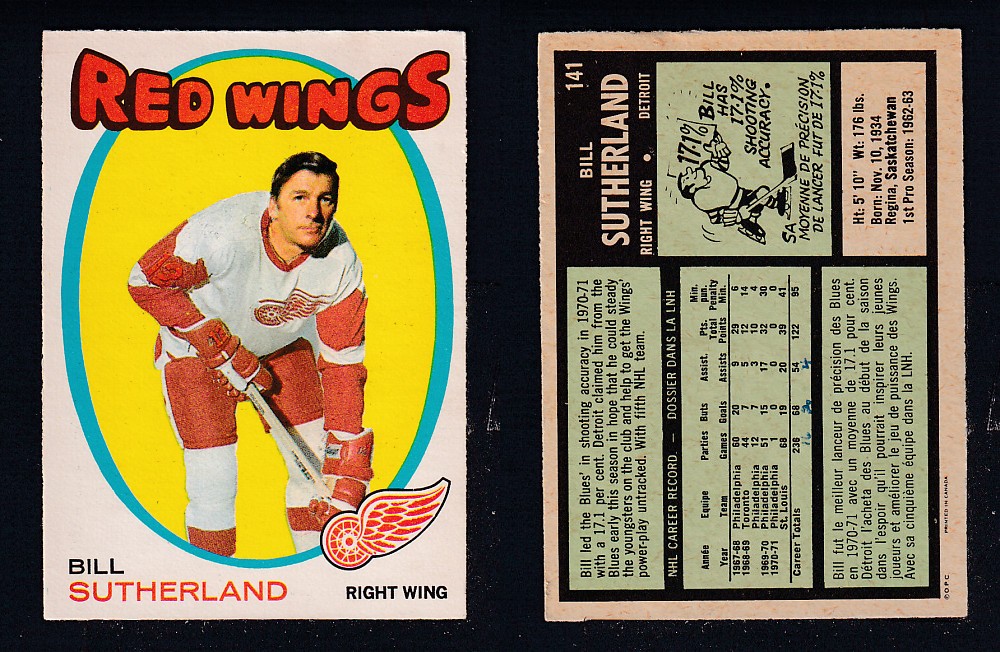 RED WINGS
BILL
SUTHERLAND
RIGHT WING
141
BILL
SUTHERLAND
RIGHT WING • DETROIT
17.1%
BILL
HAS
17.1%
SHOOTING
ACCURACY.
SA
MOYENNE DE PRÉCISION
DE LANCER FUT DE 17.1%
Ht: 5' 10" Wt: 176 lbs.
Born: Nov. 10, 1934
Regina, Saskatchewan
1st Pro Season: 1962-63
Bill led the Blues' in shooting accuracy in 1970-71
with a 17.1 per cent. Detroit claimed him from the
Blues early this season in hope that he could steady
the youngsters on the club and help to get the Wings'
power-play untracked. With fifth NHL team.
NHL CAREER RECORD — DOSSIER DANS LA LNH
Année Equipe Parties Buts Assist. Pts. Min. pun.
Year Team Games Goals Assists Total Points Penalty Min.
1967-68 Philadelphia 60 20 9 29 6
1968-69 Toronto 44 7 5 12 14
Philadelphia 12 7 3 10 4
1969-70 Philadelphia 51 15 17 32 30
1970-71 Philadelphia 1 0 0 0 0
St. Louis 68 19 20 39 41
Career Totals 236 68 54 122 95
Bill fut le meilleur lanceur de précision des Blues
en 1970-71 avec un moyenne de 17.1 pour cent.
Détroit l'acheta des Blues au début de la saison
dans l'espoir qu'il pourrait inspirer leurs jeunes
joueurs et améliorer le jeu de puissance des Wings.
Avec sa cinquième équipe dans la LNH.
© O.P.C. PRINTED IN CANADA